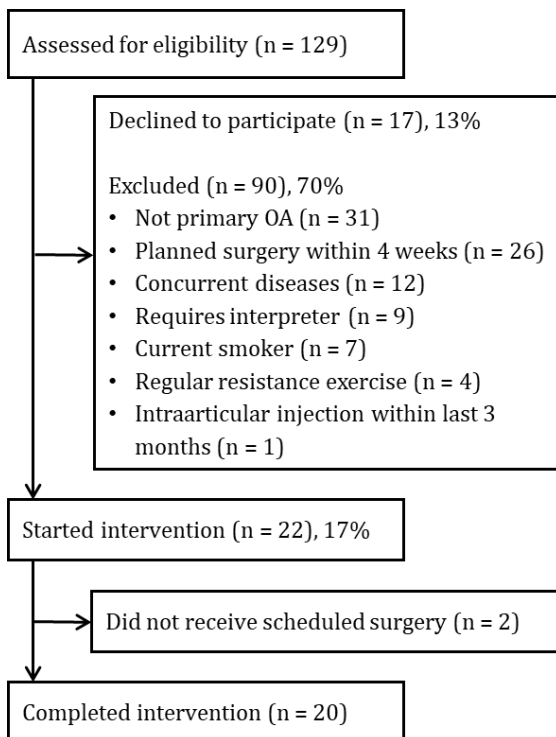 Assessed for eligibility (n = 129)
Declined to participate (n = 17), 13%
Excluded (n = 90), 70%
• Not primary OA (n = 31)
• Planned surgery within 4 weeks (n = 26)
• Concurrent diseases (n = 12)
• Requires interpreter (n = 9)
• Current smoker (n = 7)
• Regular resistance exercise (n = 4)
• Intraarticular injection within last 3
months (n = 1)
Started intervention (n = 22), 17%
Did not receive scheduled surgery (n = 2)
Completed intervention (n = 20)